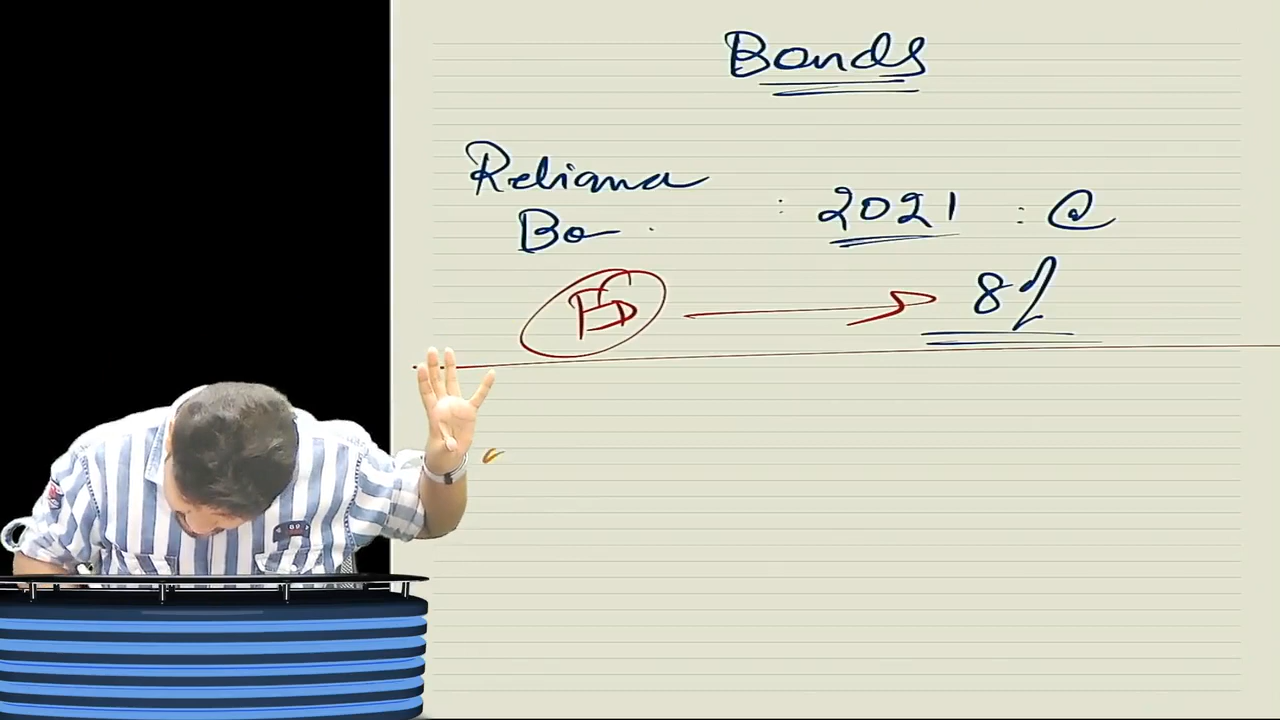 Bonds
Reliance : 2021 : @
Bo
FD → 8%